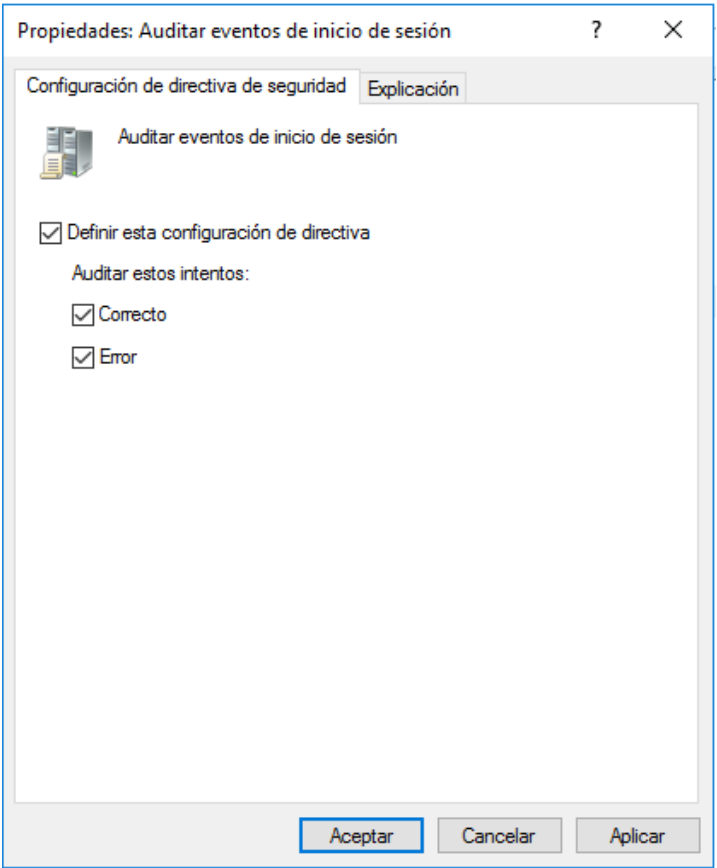 Propiedades: Auditar eventos de inicio de sesión ? ×
Configuración de directiva de seguridad Explicación
Auditar eventos de inicio de sesión
Definir esta configuración de directiva
Auditar estos intentos:
Correcto
Error
Aceptar Cancelar Aplicar